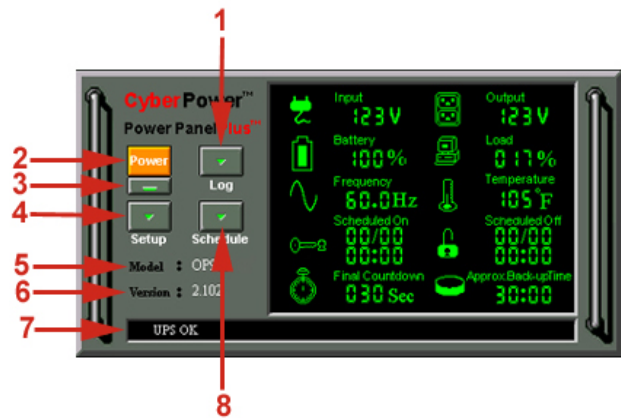 1
CyberPower™
Power Panel Plus™
2
Power
3
Log
4
Setup
Schedule
5
Model :
OPS
6
Version :
2.102
7
UPS OK
8
Input
123V
Output
123V
Battery
100%
Load
017%
Frequency
60.0Hz
Temperature
105°F
Scheduled On
00/00
00:00
Scheduled Off
00/00
00:00
Final Countdown
030 Sec
Approx.Back-upTime
30:00